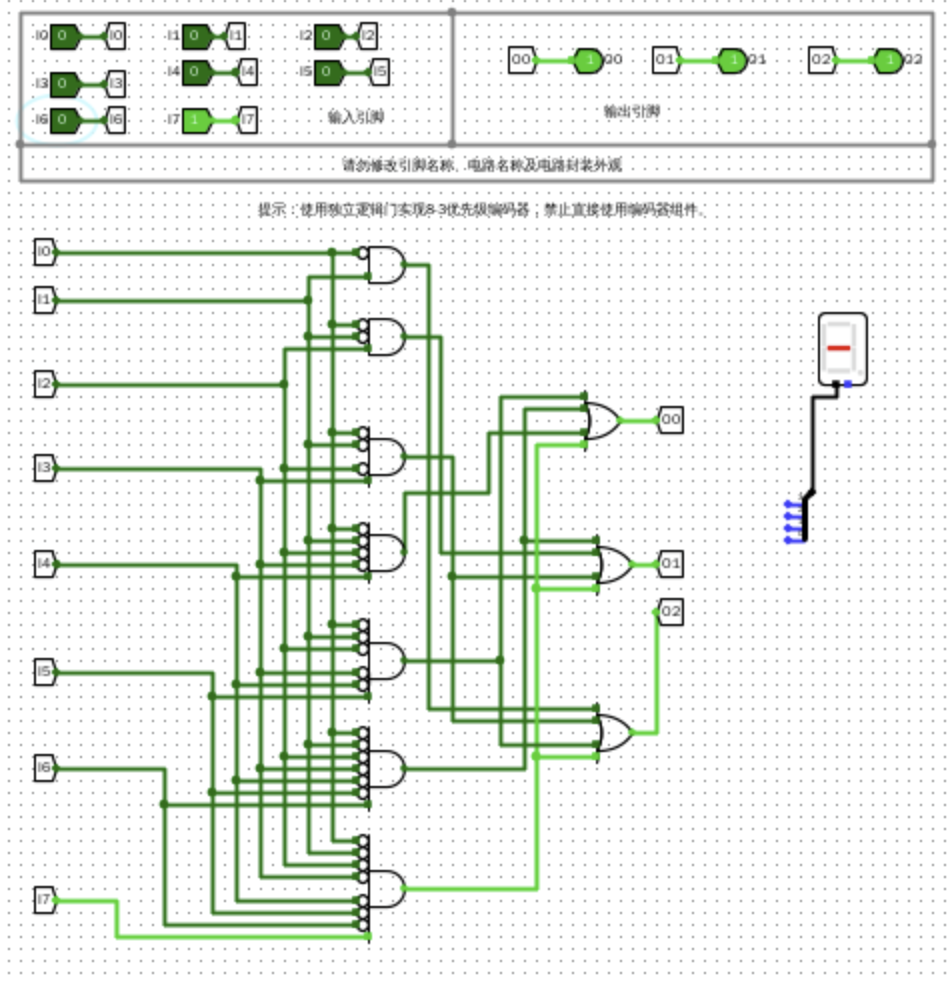 I0 0 I0 I1 0 I1 I2 0 I2
I3 0 I3 I4 0 I4 I5 0 I5
I6 0 I6 I7 1 I7 输入引脚
O0 1 Q0 O1 1 Q1 O2 1 Q2
输出引脚
请勿修改引脚名称、电路名称及电路封装外观
提示：使用独立逻辑门实现8-3优先级编码器，禁止直接使用编码器组件。
I0
I1
I2
O0
I3
I4
O1
O2
I5
I6
I7